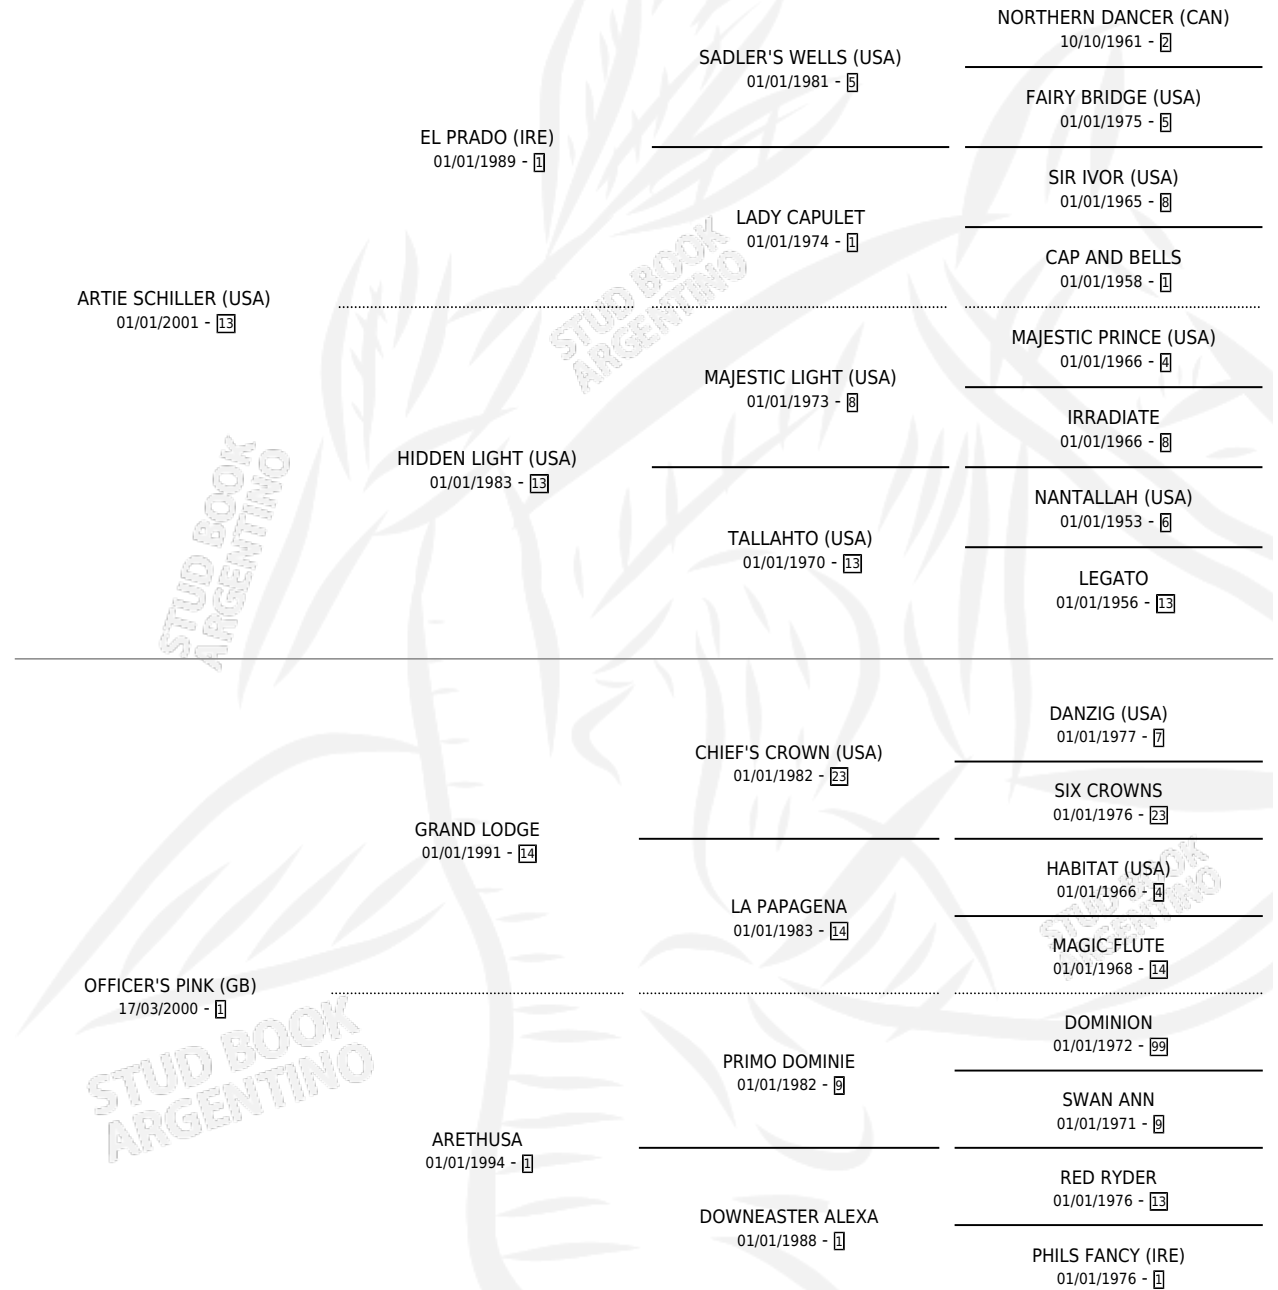 NORTHERN DANCER (CAN)
10/10/1961 - 2
SADLER'S WELLS (USA)
01/01/1981 - 5
FAIRY BRIDGE (USA)
01/01/1975 - 5
EL PRADO (IRE)
01/01/1989 - 1
SIR IVOR (USA)
01/01/1965 - 8
LADY CAPULET
01/01/1974 - 1
CAP AND BELLS
01/01/1958 - 1
ARTIE SCHILLER (USA)
01/01/2001 - 13
MAJESTIC PRINCE (USA)
01/01/1966 - 4
MAJESTIC LIGHT (USA)
01/01/1973 - 8
IRRADIATE
01/01/1966 - 8
HIDDEN LIGHT (USA)
01/01/1983 - 13
NANTALLAH (USA)
01/01/1953 - 6
TALLAHTO (USA)
01/01/1970 - 13
LEGATO
01/01/1956 - 13
DANZIG (USA)
01/01/1977 - 7
CHIEF'S CROWN (USA)
01/01/1982 - 23
SIX CROWNS
01/01/1976 - 23
GRAND LODGE
01/01/1991 - 14
HABITAT (USA)
01/01/1966 - 4
LA PAPAGENA
01/01/1983 - 14
MAGIC FLUTE
01/01/1968 - 14
OFFICER'S PINK (GB)
17/03/2000 - 1
DOMINION
01/01/1972 - 99
PRIMO DOMINIE
01/01/1982 - 9
SWAN ANN
01/01/1971 - 9
ARETHUSA
01/01/1994 - 1
RED RYDER
01/01/1976 - 13
DOWNEASTER ALEXA
01/01/1988 - 1
PHILS FANCY (IRE)
01/01/1976 - 1
STUD BOOK
ARGENTINO
STUD BOOK
ARGENTINO
STUD BOOK
ARGENTINO
STUD BOOK
ARGENTINO